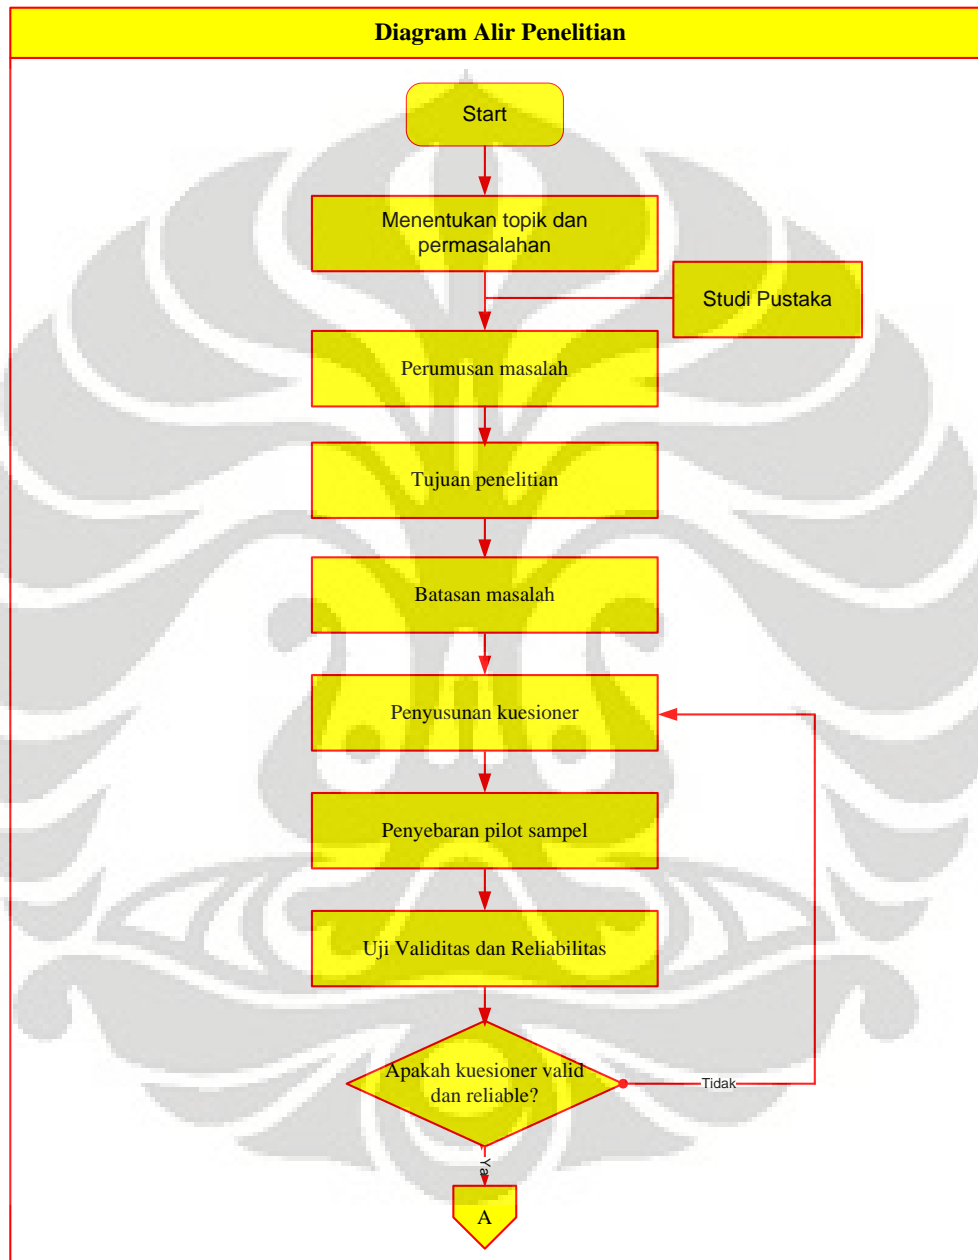 Diagram Alir Penelitian
Start
Menentukan topik dan
permasalahan
Studi Pustaka
Perumusan masalah
Tujuan penelitian
Batasan masalah
Penyusunan kuesioner
Penyebaran pilot sampel
Uji Validitas dan Reliabilitas
Apakah kuesioner valid
dan reliable?
Tidak
Ya
A